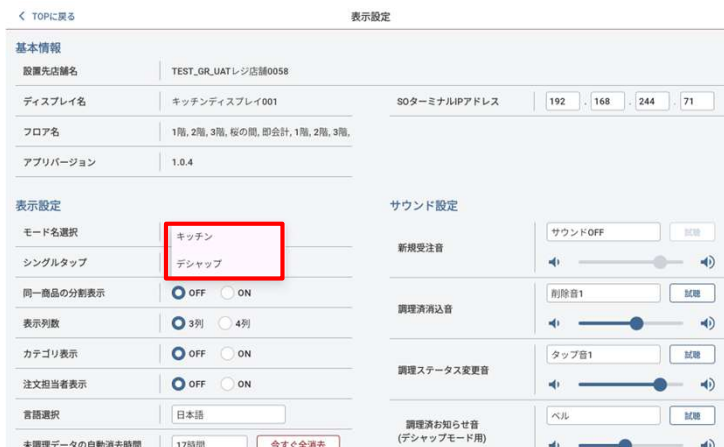 ＜ TOPに戻る
表示設定
基本情報
設置先店舗名 TEST_GR_UATレジ店舗0058
ディスプレイ名 キッチンディスプレイ001 SOターミナルIPアドレス 192 . 168 . 244 . 71
フロア名 1階, 2階, 3階, 桜の間, 即会計, 1階, 2階, 3階,
アプリバージョン 1.0.4
表示設定
モード名選択 キッチン
シングルタップ デシャップ
同一商品の分割表示 OFF ON
表示列数 3列 4列
カテゴリ表示 OFF ON
注文担当者表示 OFF ON
言語選択 日本語
未調理データの自動消去時間 17時間 今すぐ全消去
サウンド設定
新規受注音 サウンドOFF 試聴
調理済消込音 削除音1 試聴
調理ステータス変更音 タップ音1 試聴
調理済お知らせ音 ベル 試聴
(デシャップモード用)